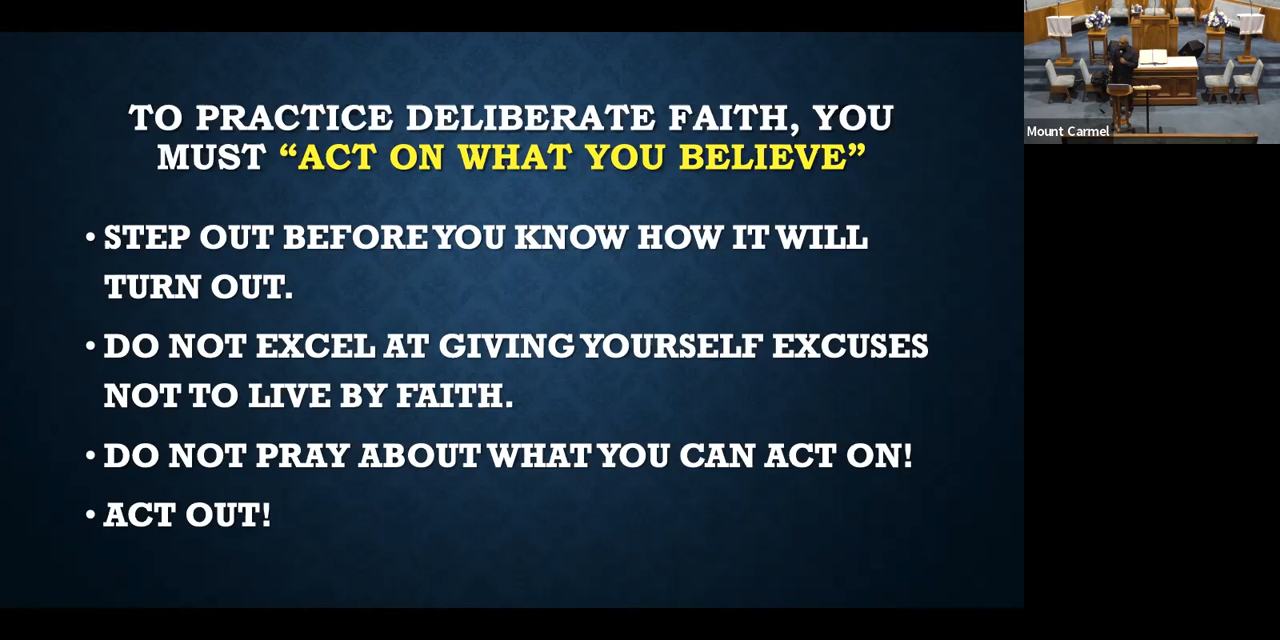 TO PRACTICE DELIBERATE FAITH, YOU
MUST “ACT ON WHAT YOU BELIEVE”
• STEP OUT BEFORE YOU KNOW HOW IT WILL
TURN OUT.
• DO NOT EXCEL AT GIVING YOURSELF EXCUSES
NOT TO LIVE BY FAITH.
• DO NOT PRAY ABOUT WHAT YOU CAN ACT ON!
• ACT OUT!
Mount Carmel